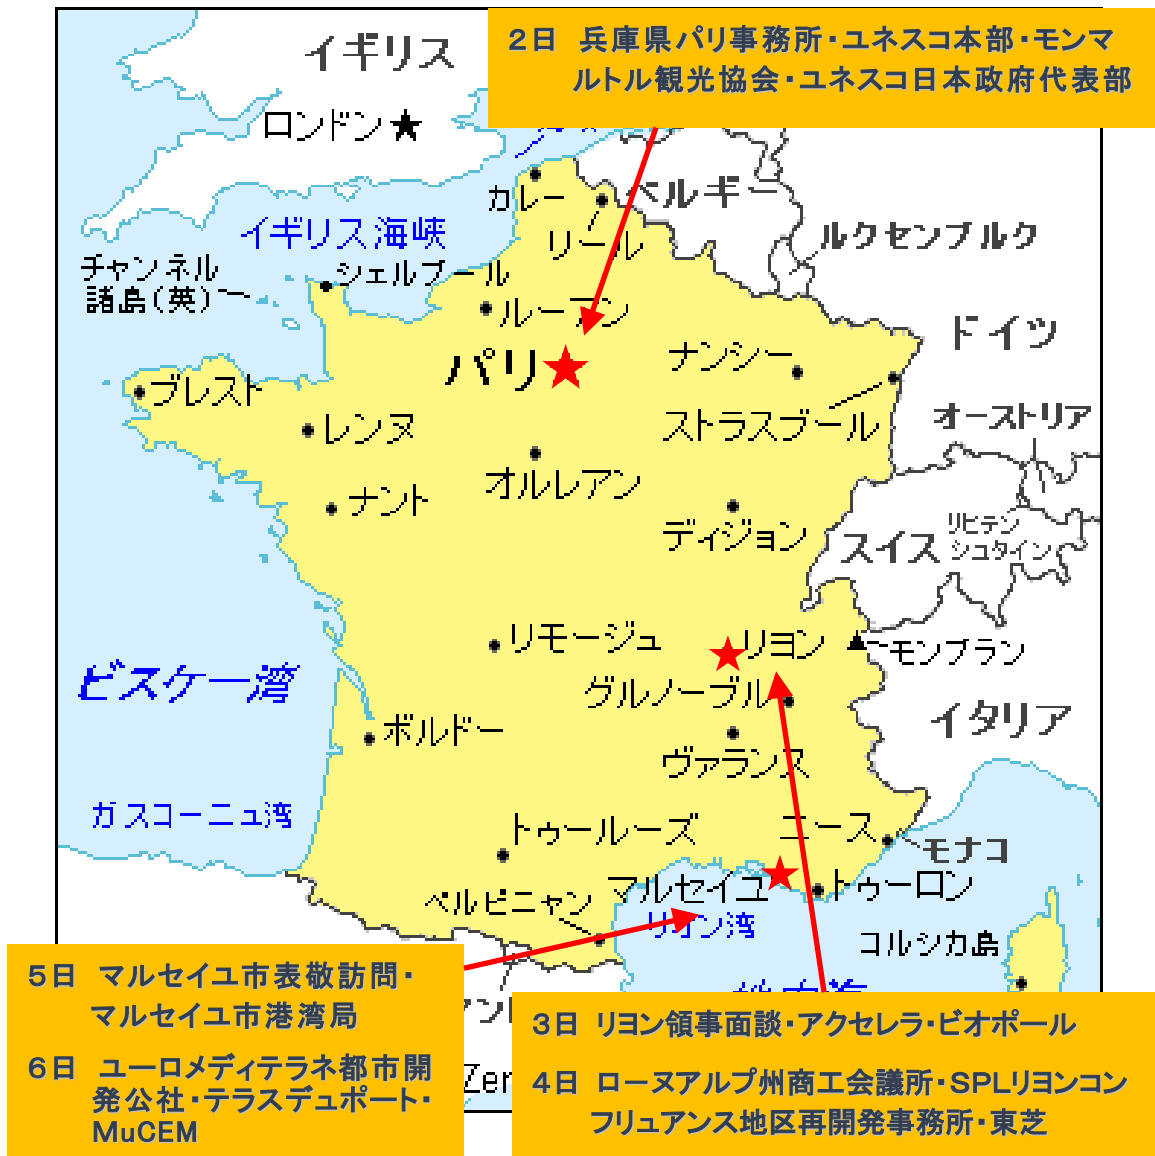 2日 兵庫県パリ事務所・ユネスコ本部・モンマ
ルトル観光協会・ユネスコ日本政府代表部
イギリス
ロンドン
カレー
ベルギー
イギリス海峡
リール
ルクセンブルク
チャンネル
諸島(英)
シェルブール
ルーアン
ドイツ
パリ
ナンシー
ブレスト
レンヌ
ストラスブール
オーストリア
オルレアン
ナント
ディジョン
スイス
リヒテン
シュタイン
リモージュ
リヨン
モンブラン
ビスケー湾
グルノーブル
ボルドー
イタリア
ヴァランス
ガスコーニュ湾
トゥールーズ
ニース
モナコ
マルセイユ
トゥーロン
ペルピニャン
リオン湾
コルシカ島
5日 マルセイユ市表敬訪問・
マルセイユ市港湾局
6日 ユーロメディテラネ都市開
発公社・テラスデュポート・
MuCEM
Zer
3日 リヨン領事面談・アクセレラ・ビオポール
4日 ローヌアルプ州商工会議所・SPLリヨンコン
フリュアンス地区再開発事務所・東芝